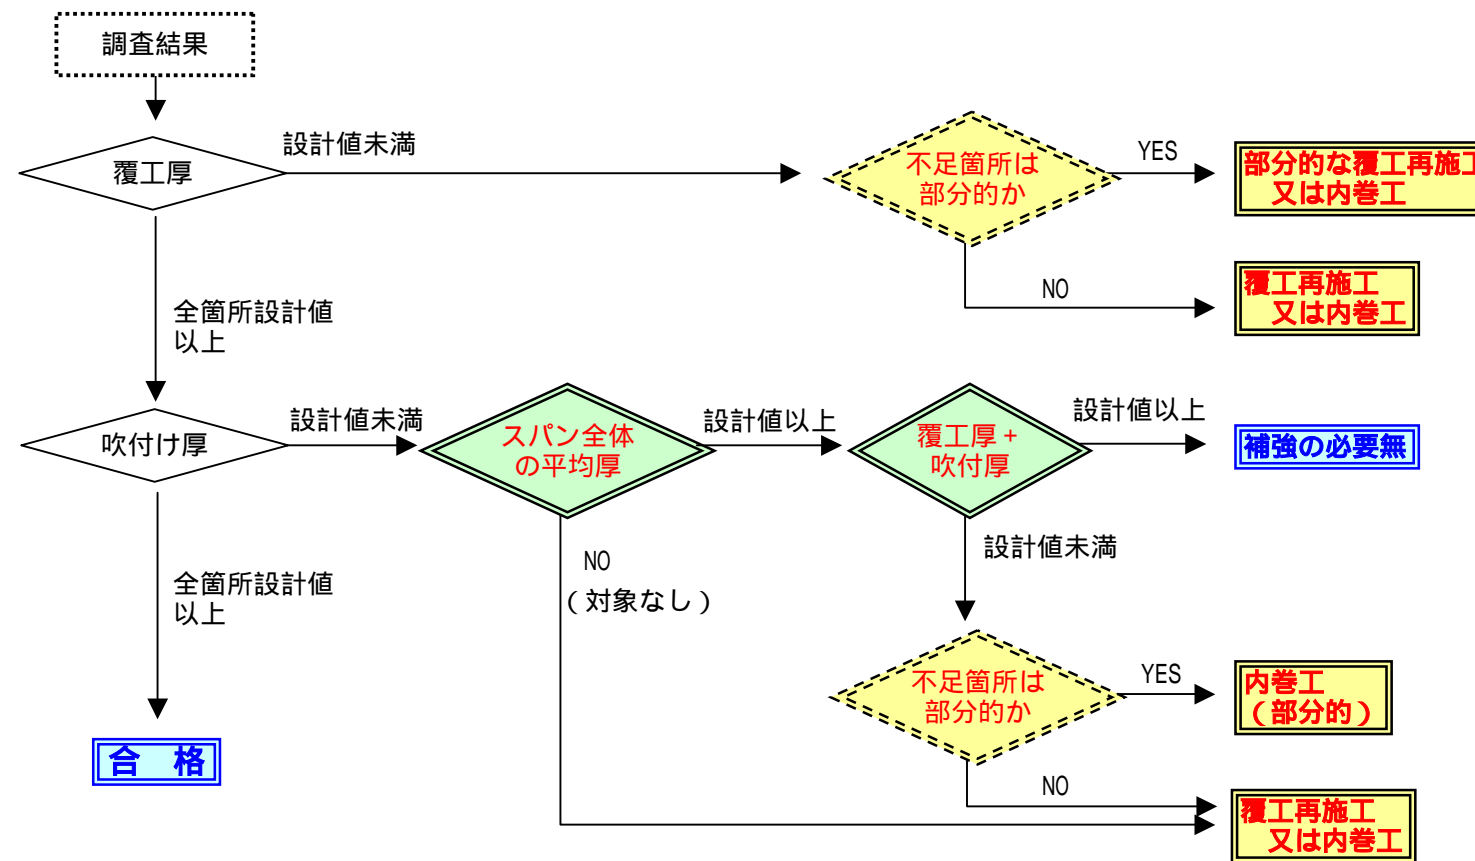 調査結果
設計値未満
覆工厚
不足箇所は
部分的か
YES
部分的な覆工再施工
又は内巻工
NO
覆工再施工
又は内巻工
全箇所設計値
以上
吹付け厚
設計値未満
スパン全体
の平均厚
設計値以上
覆工厚+
吹付厚
設計値以上
補強の必要無
NO
(対象なし)
設計値未満
全箇所設計値
以上
不足箇所は
部分的か
YES
内巻工
(部分的)
合 格
NO
覆工再施工
又は内巻工